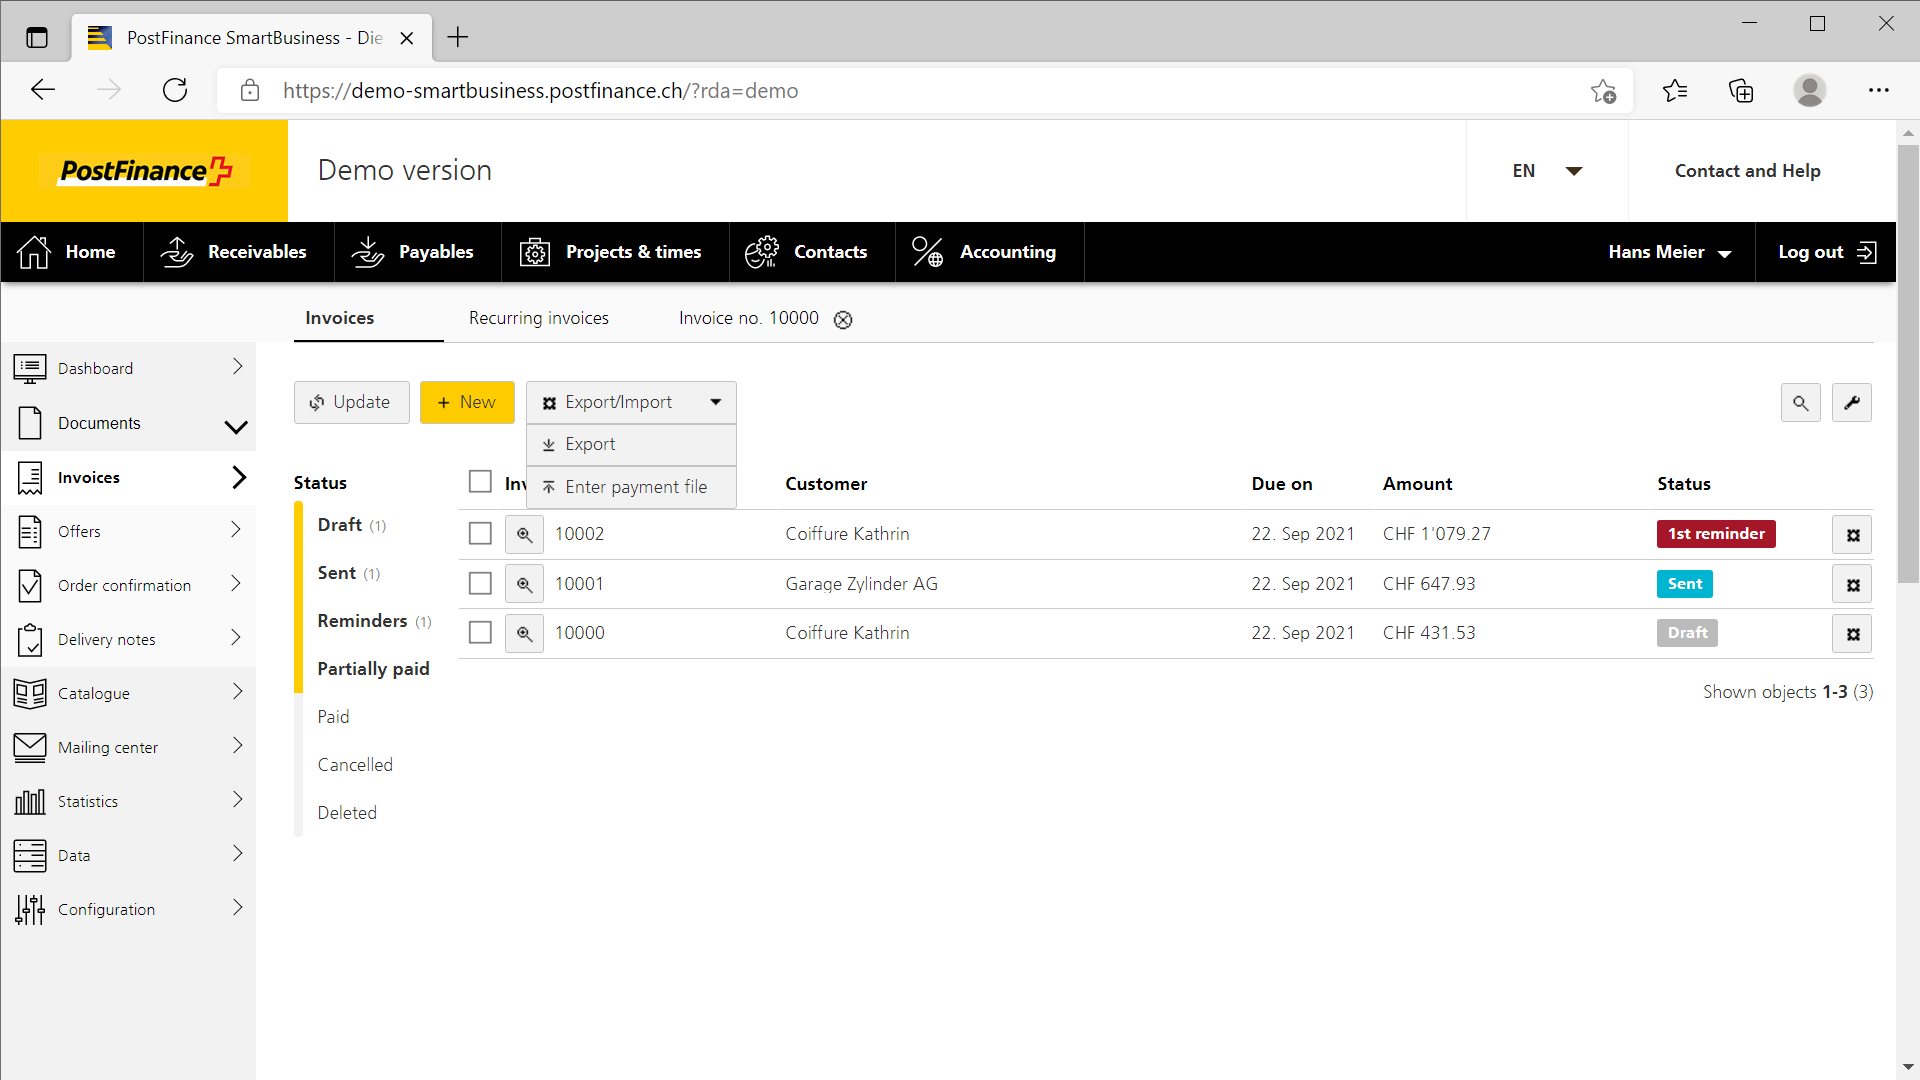 PostFinance SmartBusiness - Die
https://demo-smartbusiness.postfinance.ch/?rda=demo
PostFinance
Demo version
EN
Contact and Help
Home
Receivables
Payables
Projects & times
Contacts
Accounting
Hans Meier
Log out
Invoices
Recurring invoices
Invoice no. 10000
Dashboard
Documents
Invoices
Offers
Order confirmation
Delivery notes
Catalogue
Mailing center
Statistics
Data
Configuration
Update
+ New
Export/Import
Export
Enter payment file
Status
Draft (1)
Sent (1)
Reminders (1)
Partially paid
Paid
Cancelled
Deleted
Customer Due on Amount Status
10002 Coiffure Kathrin 22. Sep 2021 CHF 1'079.27 1st reminder
10001 Garage Zylinder AG 22. Sep 2021 CHF 647.93 Sent
10000 Coiffure Kathrin 22. Sep 2021 CHF 431.53 Draft
Shown objects 1-3 (3)